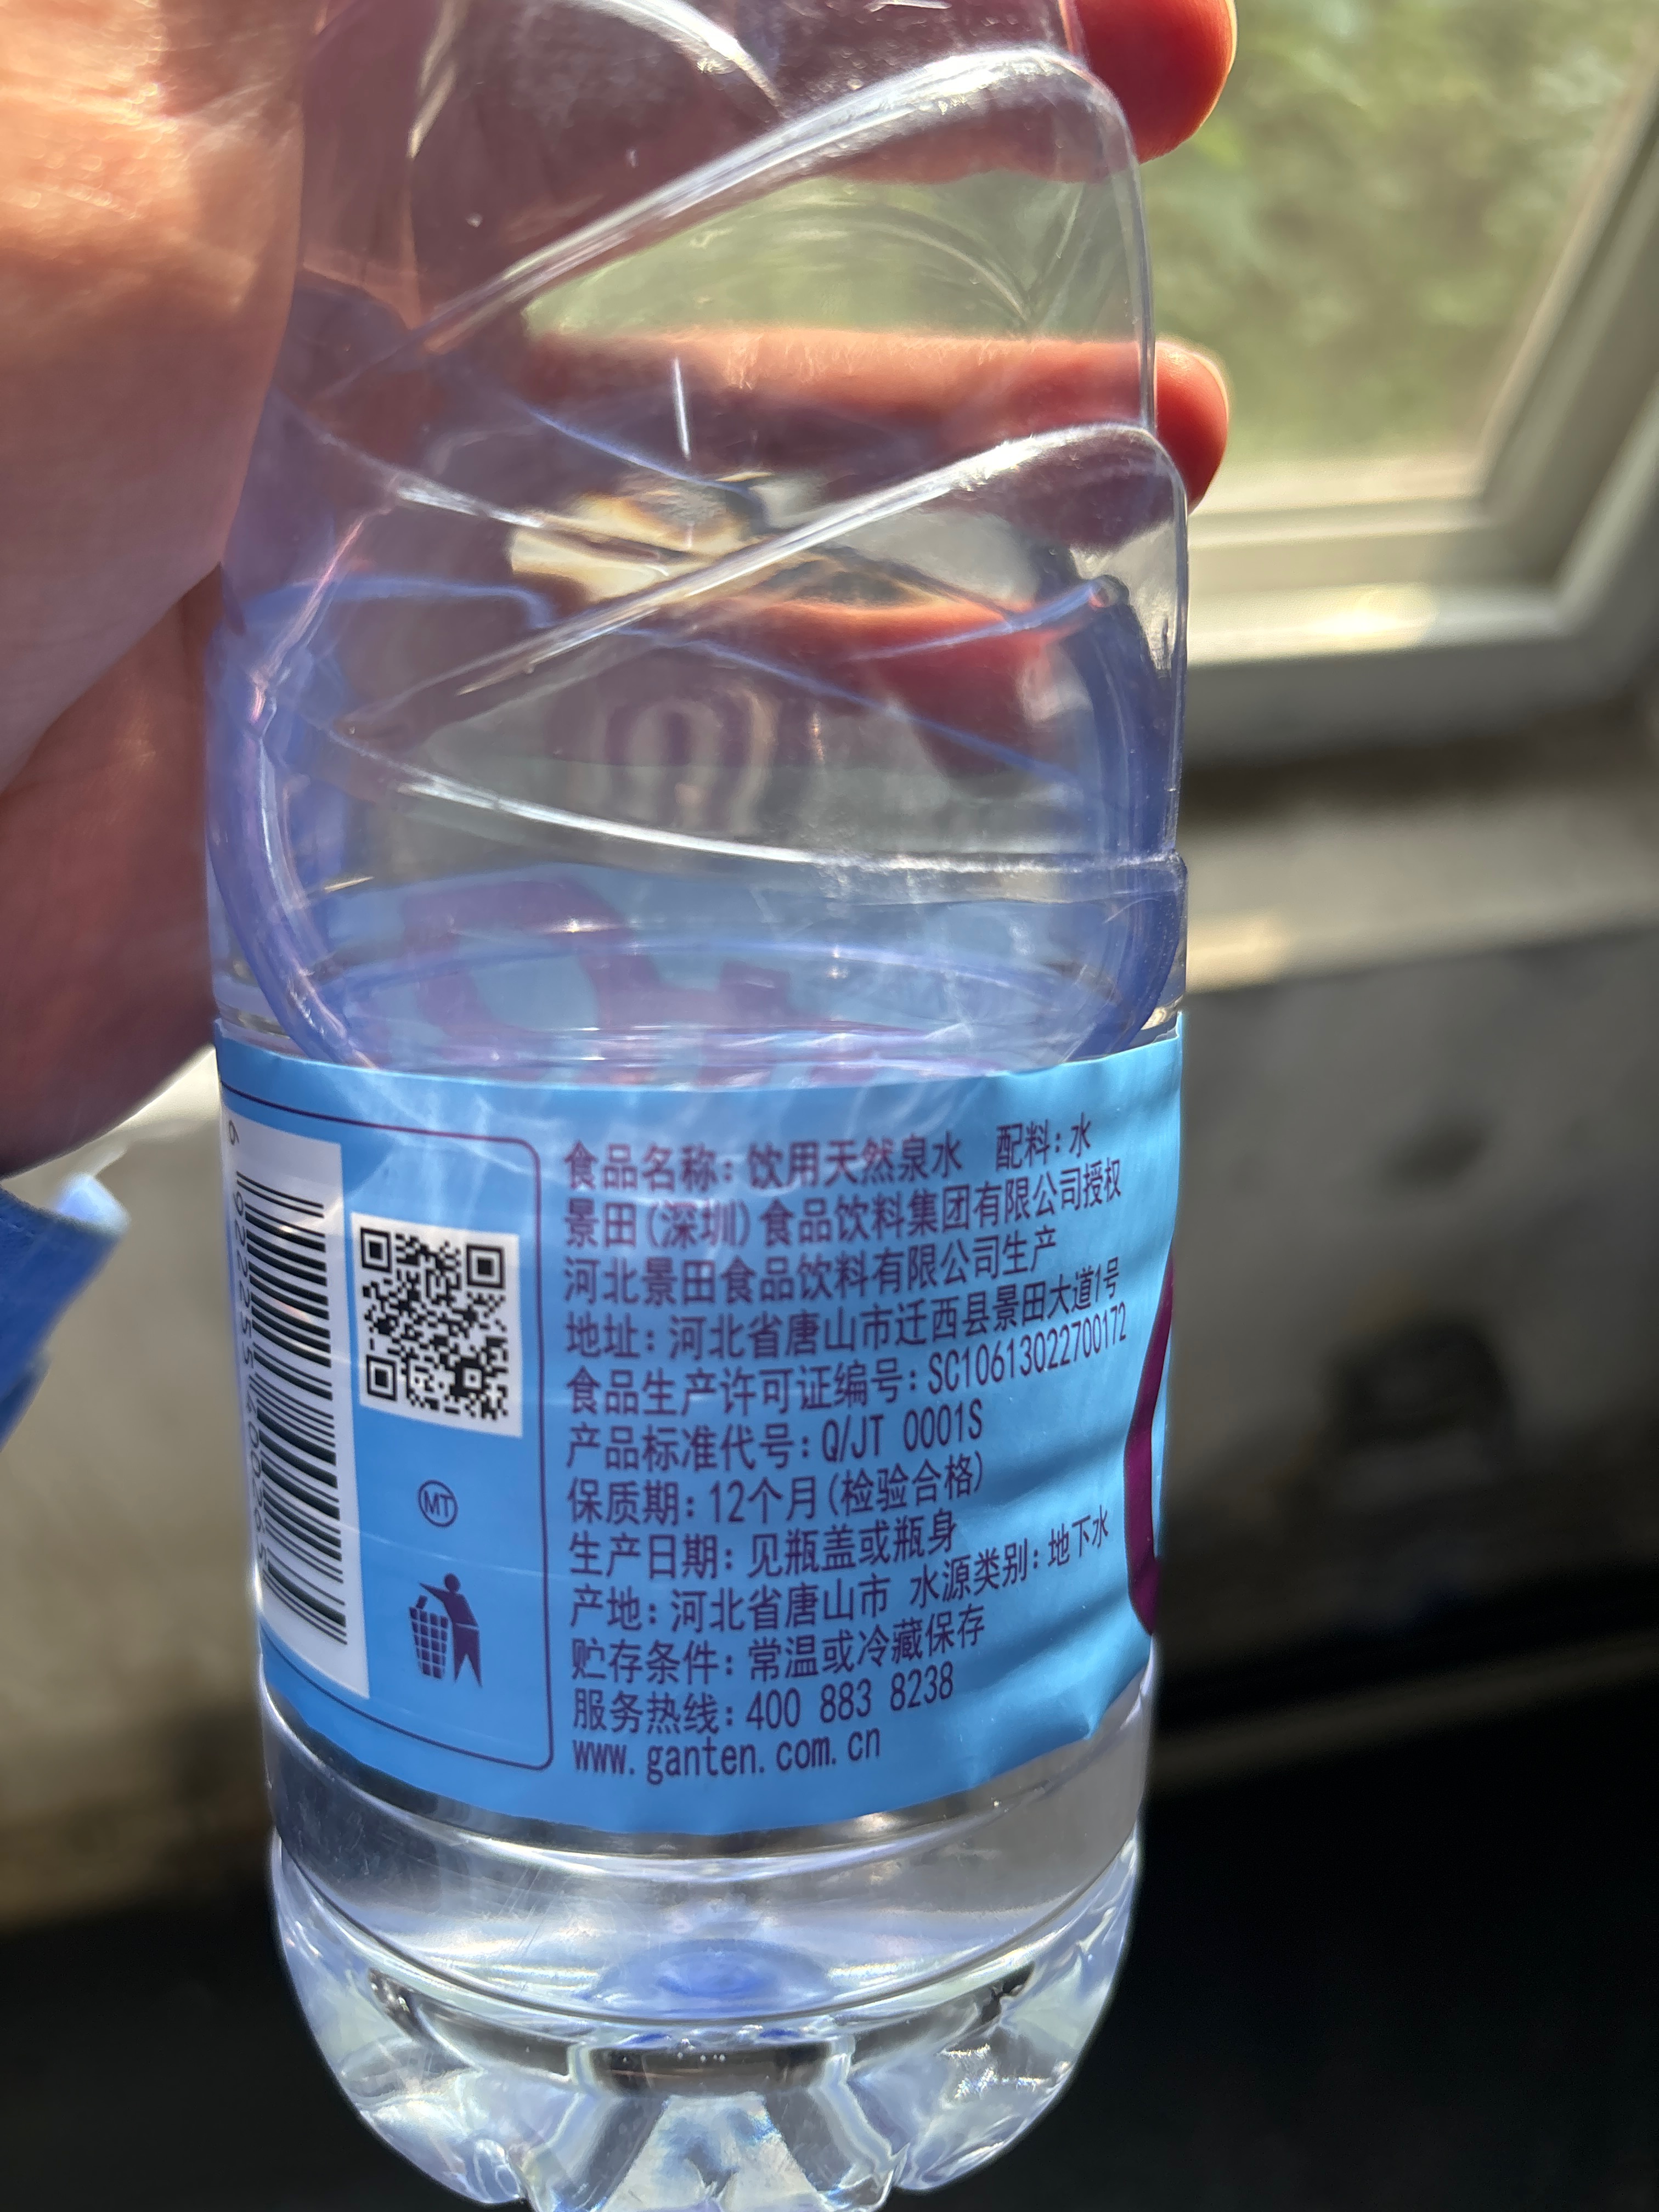 6 922255 400265
MT
食品名称：饮用天然泉水 配料：水
景田(深圳)食品饮料集团有限公司授权
河北景田食品饮料有限公司生产
地址：河北省唐山市迁西县景田大道1号
食品生产许可证编号：SC10613022700172
产品标准代号：Q/JT 0001S
保质期：12个月(检验合格)
生产日期：见瓶盖或瓶身
产地：河北省唐山市 水源类别：地下水
贮存条件：常温或冷藏保存
服务热线：400 883 8238
www.ganten.com.cn